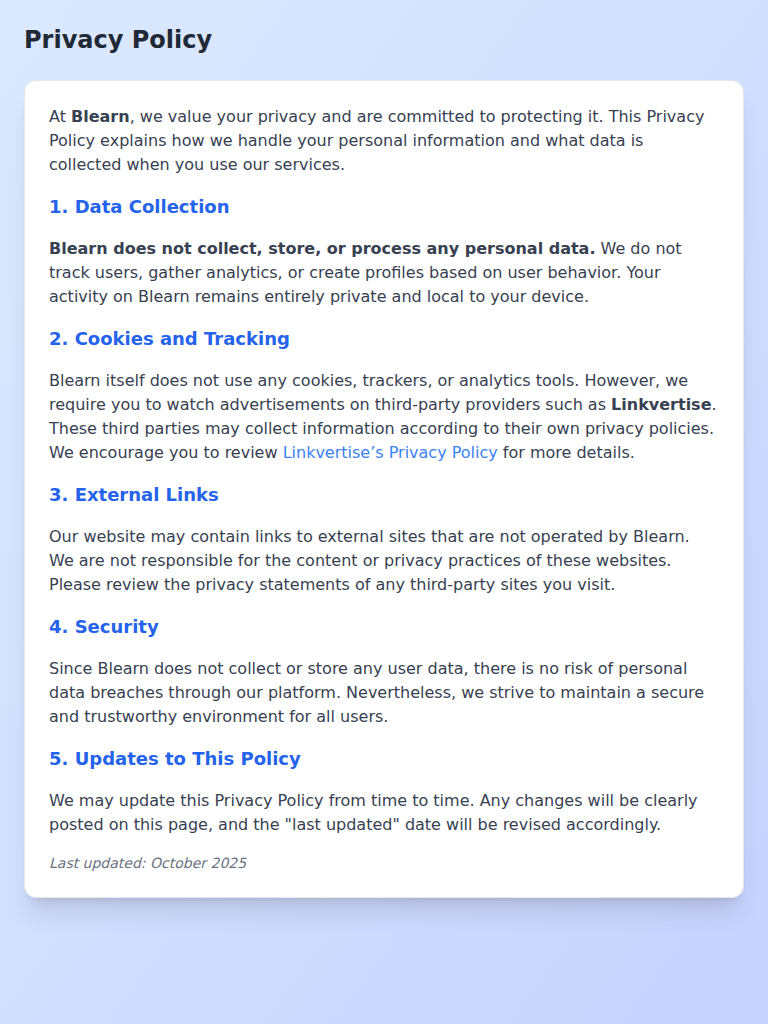 Privacy Policy
At Blearn, we value your privacy and are committed to protecting it. This Privacy
Policy explains how we handle your personal information and what data is
collected when you use our services.
1. Data Collection
Blearn does not collect, store, or process any personal data. We do not
track users, gather analytics, or create profiles based on user behavior. Your
activity on Blearn remains entirely private and local to your device.
2. Cookies and Tracking
Blearn itself does not use any cookies, trackers, or analytics tools. However, we
require you to watch advertisements on third-party providers such as Linkvertise.
These third parties may collect information according to their own privacy policies.
We encourage you to review Linkvertise’s Privacy Policy for more details.
3. External Links
Our website may contain links to external sites that are not operated by Blearn.
We are not responsible for the content or privacy practices of these websites.
Please review the privacy statements of any third-party sites you visit.
4. Security
Since Blearn does not collect or store any user data, there is no risk of personal
data breaches through our platform. Nevertheless, we strive to maintain a secure
and trustworthy environment for all users.
5. Updates to This Policy
We may update this Privacy Policy from time to time. Any changes will be clearly
posted on this page, and the "last updated" date will be revised accordingly.
Last updated: October 2025